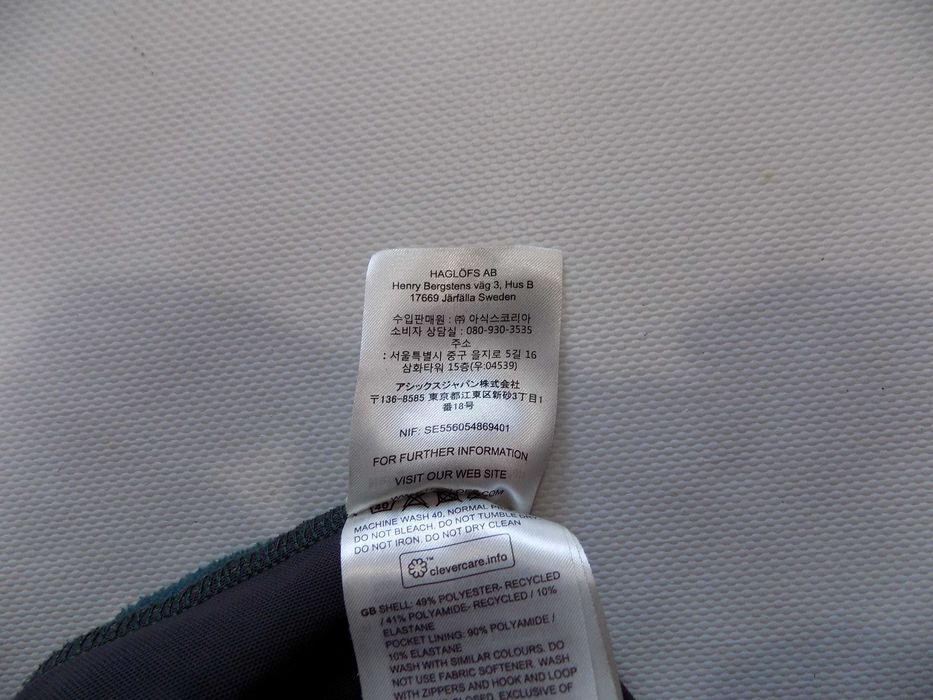 HAGLÖFS AB
Henry Bergstens väg 3, Hus B
17669 Järfälla Sweden
수입판매원 : ㈜ 아식스코리아
소비자 상담실 : 080-930-3535
주소
: 서울특별시 중구 을지로 5길 16
삼화타워 15층(우:04539)
アシックスジャパン株式会社
〒136-8585 東京都江東区新砂3丁目1
番18号
NIF: SE556054869401
FOR FURTHER INFORMATION
VISIT OUR WEB SITE
40
MACHINE WASH 40, NORMAL
DO NOT BLEACH, DO NOT TUMBLE DRY
DO NOT IRON, DO NOT DRY CLEAN
clevercare.info
GB SHELL: 49% POLYESTER- RECYCLED
/ 41% POLYAMIDE- RECYCLED / 10%
ELASTANE
POCKET LINING: 90% POLYAMIDE /
10% ELASTANE
WASH WITH SIMILAR COLOURS. DO
NOT USE FABRIC SOFTENER. WASH
WITH ZIPPERS AND HOOK AND LOOP
EXCLUSIVE OF